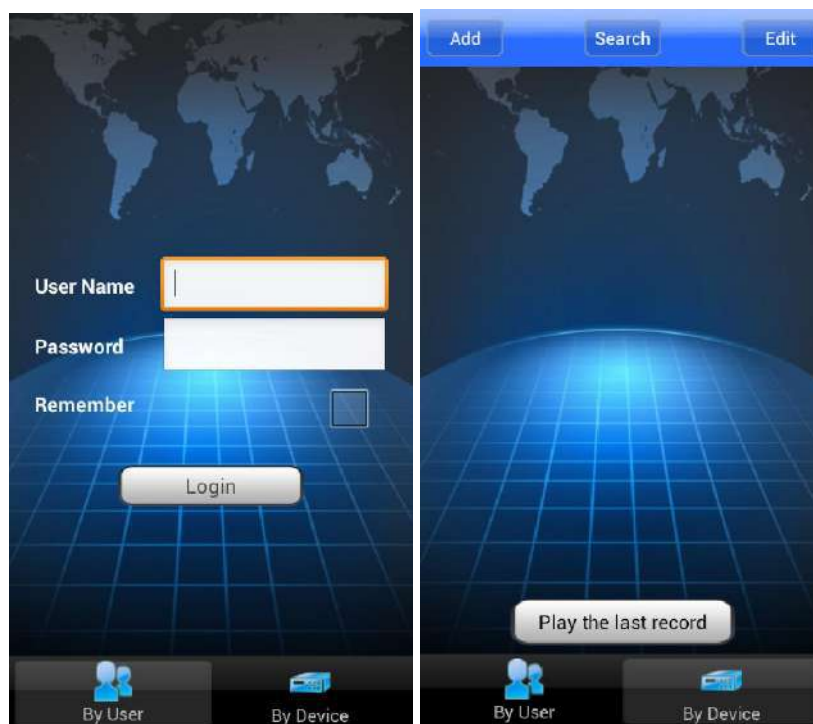 User Name
Password
Remember
Login
By User
By Device
Add
Search
Edit
Play the last record
By User
By Device